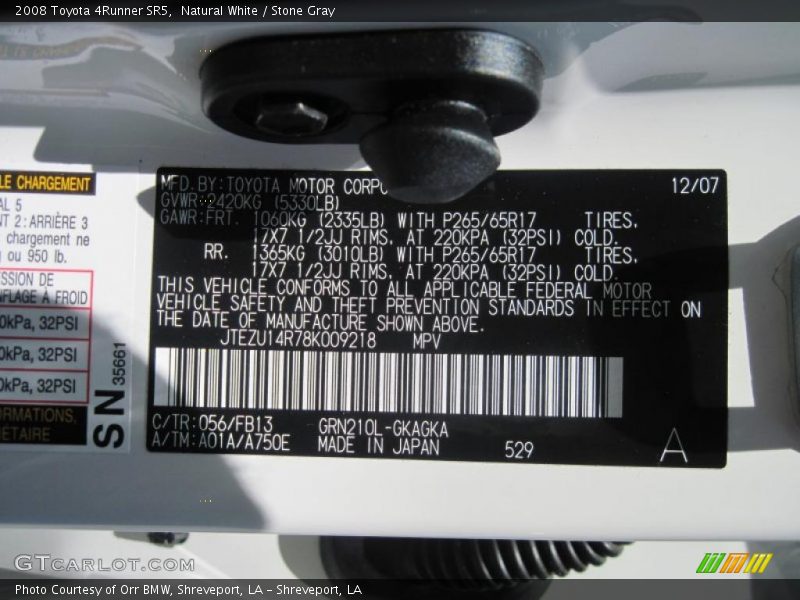 2008 Toyota 4Runner SR5, Natural White / Stone Gray
LE CHARGEMENT
AL 5
NT 2: ARRIÈRE 3
chargement ne
ou 950 lb.
ESSION DE
NFLAGE À FROID
0kPa, 32PSI
0kPa, 32PSI
0kPa, 32PSI
ORMATIONS,
IÉTAIRE
SN 35661
MFD. BY: TOYOTA MOTOR CORPO 12/07
GVWR: 2420KG (5330LB)
GAWR: FRT. 1060KG (2335LB) WITH P265/65R17 TIRES,
17X7 1/2JJ RIMS, AT 220KPA (32PSI) COLD.
RR. 1365KG (3010LB) WITH P265/65R17 TIRES,
17X7 1/2JJ RIMS, AT 220KPA (32PSI) COLD.
THIS VEHICLE CONFORMS TO ALL APPLICABLE FEDERAL MOTOR
VEHICLE SAFETY AND THEFT PREVENTION STANDARDS IN EFFECT ON
THE DATE OF MANUFACTURE SHOWN ABOVE.
JTEZU14R78K009218 MPV
C/TR: 056/FB13 GRN210L-GKAGKA
A/TM: A01A/A750E MADE IN JAPAN 529 A
GTCARLOT.COM
Photo Courtesy of Orr BMW, Shreveport, LA - Shreveport, LA